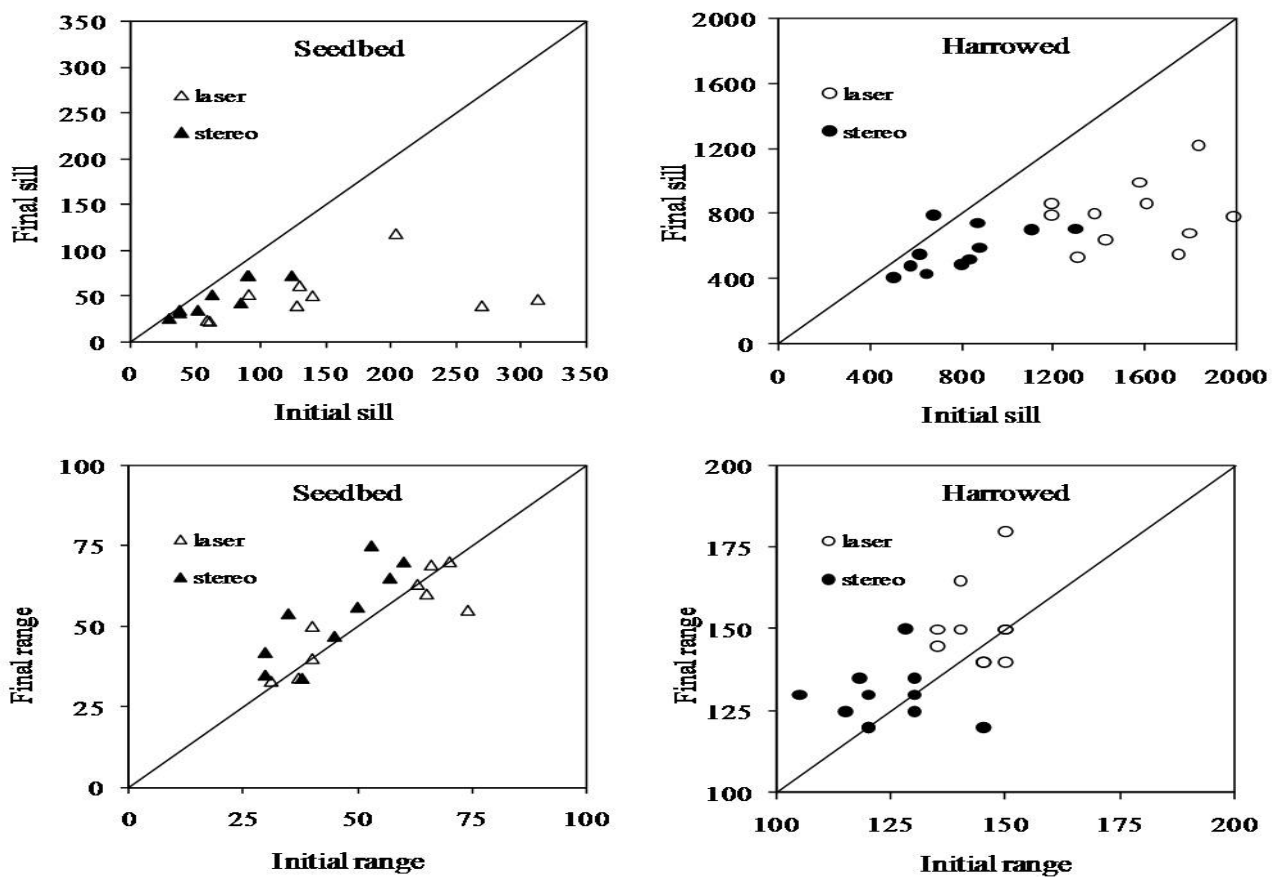 Seedbed
laser
stereo
350
300
250
200
150
100
50
0
Final sill
0 50 100 150 200 250 300 350
Initial sill
Harrowed
laser
stereo
2000
1600
1200
800
400
0
Final sill
0 400 800 1200 1600 2000
Initial sill
Seedbed
laser
stereo
100
75
50
25
0
Final range
0 25 50 75 100
Initial range
Harrowed
laser
stereo
200
175
150
125
100
Final range
100 125 150 175 200
Initial range